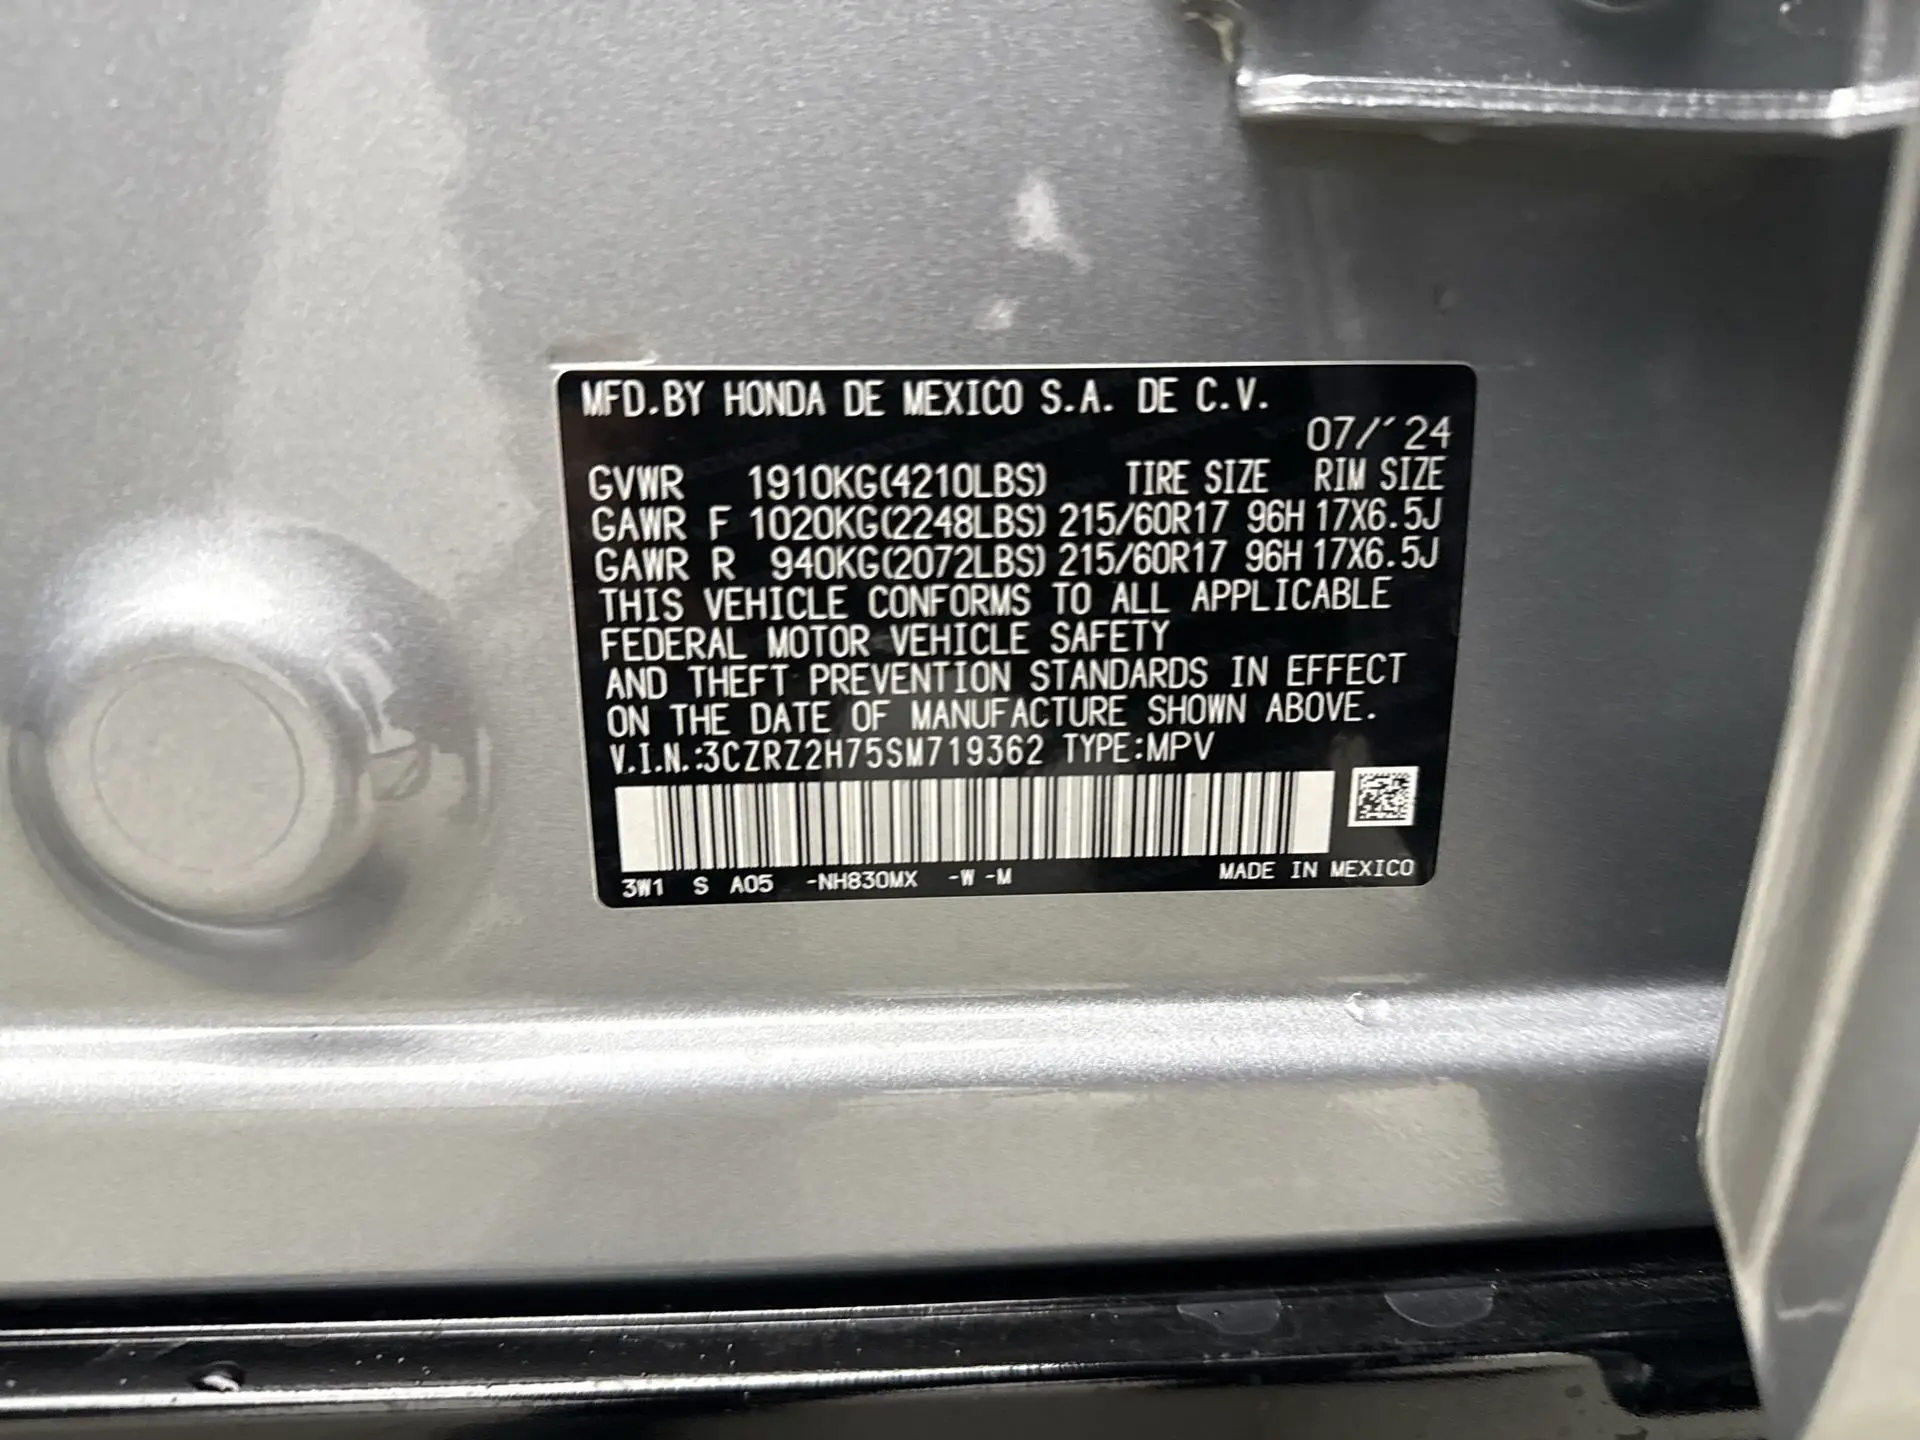 MFD.BY HONDA DE MEXICO S.A. DE C.V.
07/´24
GVWR 1910KG(4210LBS) TIRE SIZE RIM SIZE
GAWR F 1020KG(2248LBS) 215/60R17 96H 17X6.5J
GAWR R 940KG(2072LBS) 215/60R17 96H 17X6.5J
THIS VEHICLE CONFORMS TO ALL APPLICABLE
FEDERAL MOTOR VEHICLE SAFETY
AND THEFT PREVENTION STANDARDS IN EFFECT
ON THE DATE OF MANUFACTURE SHOWN ABOVE.
V.I.N.:3CZRZ2H75SM719362 TYPE:MPV
3W1 S A05 -NH830MX -W -M MADE IN MEXICO